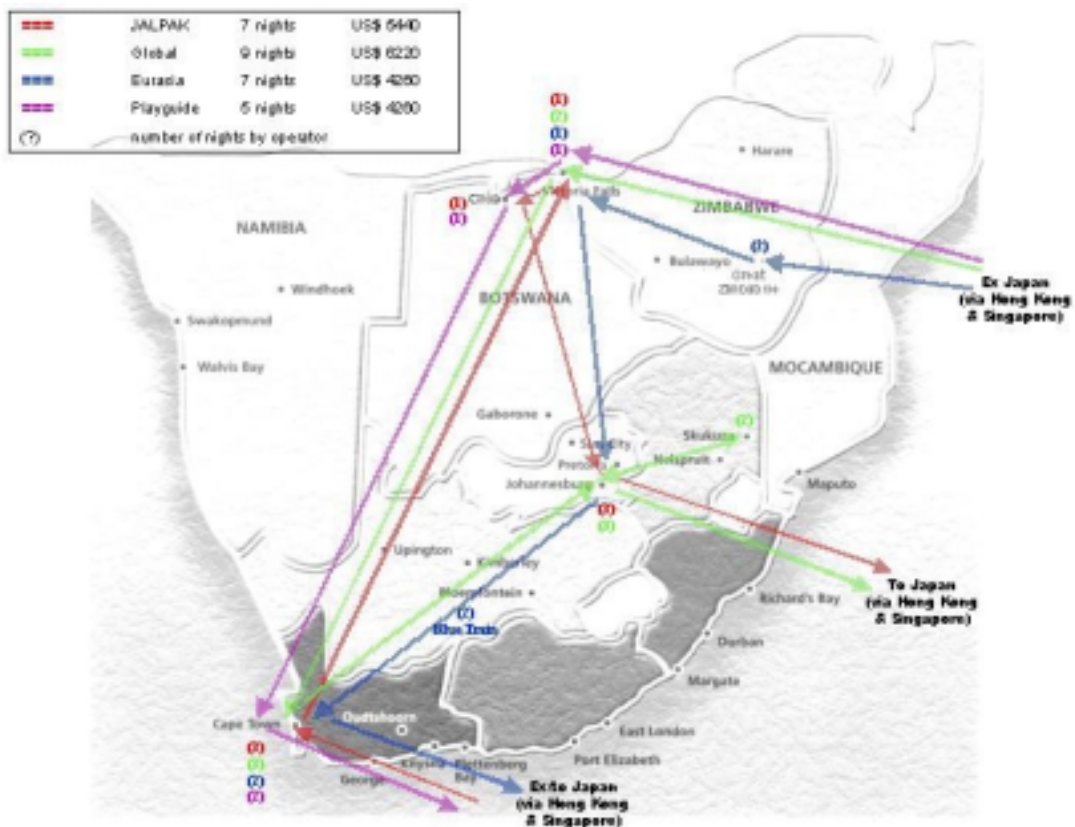 JALPAK 7 nights
Global 9 nights US$ 6220
Eurasia 7 nights US$ 4260
Playguide 5 nights US$ 4260
number of nights by operator
Harare
Victoria Falls
ZIMBABWE
NAMIBIA
Bulawayo
Great
Ex Japan
(via Hong Kong
& Singapore)
Windhoek
BOTSWANA
Swakopmund
Walvis Bay
MOCAMBIQUE
Gaborone
Skukuza
Sun City
Pretoria
Nelspruit
Johannesburg
Maputo
Upington
Kimberley
Bloemfontein
To Japan
(via Hong Kong
& Singapore)
Richard's Bay
Blue Train
Durban
Margate
Cape Town
Oudtshoorn
East London
Port Elizabeth
Knysna
Plettenberg
Bay
George
Ex/to Japan
(via Hong Kong
& Singapore)